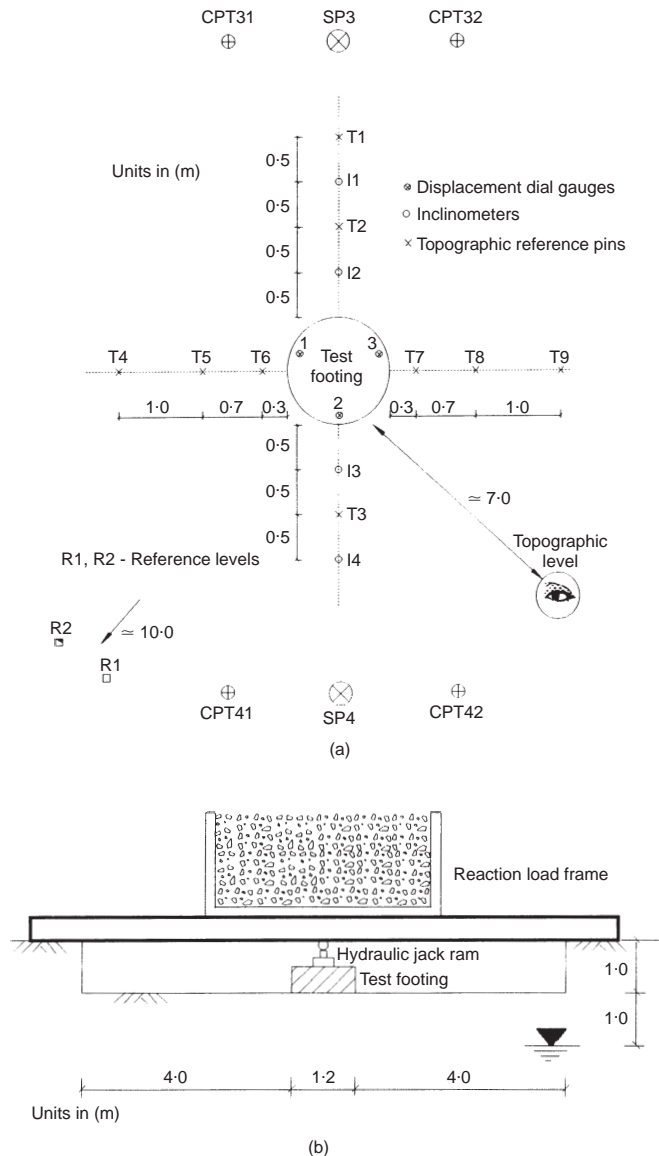 CPT31 SP3 CPT32
T1
Units in (m)
0·5
I1
Displacement dial gauges
0·5
Inclinometers
T2
Topographic reference pins
0·5
I2
0·5
1 3
T4 T5 T6 Test footing T7 T8 T9
2
1·0 0·7 0·3 0·3 0·7 1·0
0·5
I3
≃ 7·0
0·5
T3
0·5
Topographic level
R1, R2 - Reference levels
I4
R2 ≃ 10·0
R1
CPT41 SP4 CPT42
(a)
Reaction load frame
Hydraulic jack ram
Test footing
1·0
1·0
4·0 1·2 4·0
Units in (m)
(b)